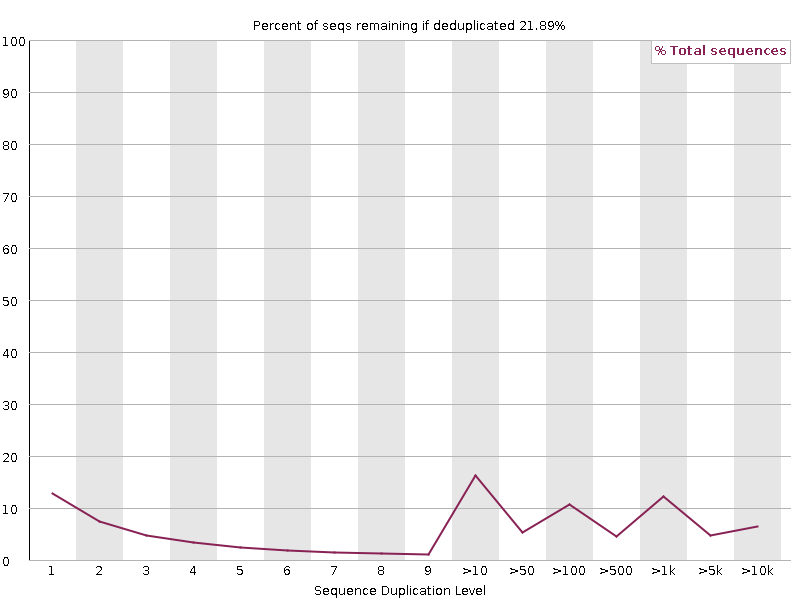 Percent of seqs remaining if deduplicated 21.89%
% Total sequences
100
90
80
70
60
50
40
30
20
10
0
1 2 3 4 5 6 7 8 9 >10 >50 >100 >500 >1k >5k >10k
Sequence Duplication Level